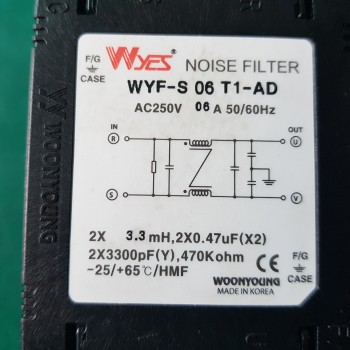 F/G
CASE
WYES
NOISE FILTER
WYF-S 06 T1-AD
AC250V 06 A 50/60Hz
IN
OUT
R
U
S
V
2X 3.3 mH,2X0.47uF(X2)
2X3300pF(Y),470Kohm
-25/+65℃/HMF
CE
F/G
CASE
WOONYOUNG
MADE IN KOREA
WOONYOUNG